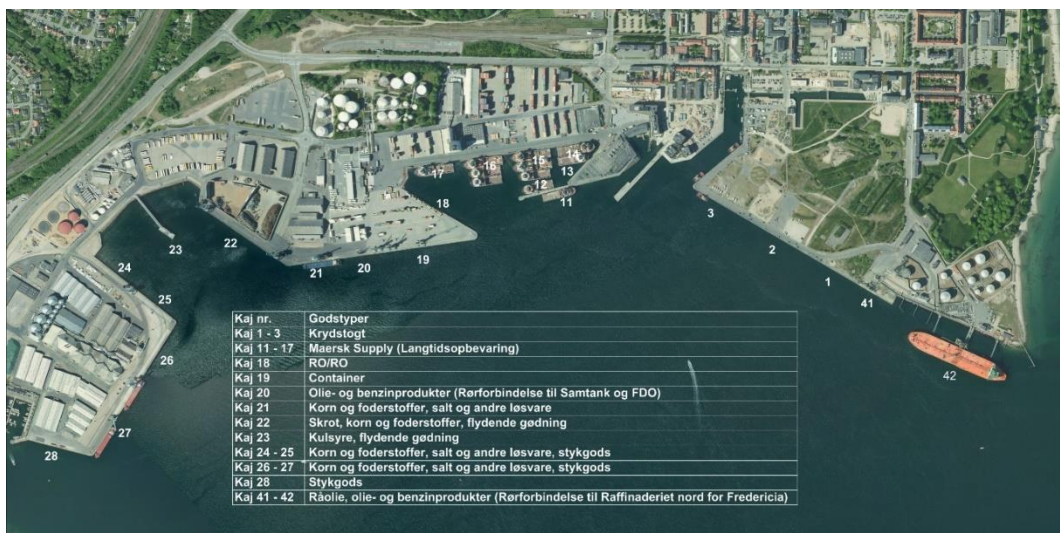 15
14
16
17
13
12
11
18
3
22
23
2
19
20
21
24
1
25
41
26
42
27
28
Kaj nr. Godstyper
Kaj 1 - 3 Krydstogt
Kaj 11 - 17 Maersk Supply (Langtidsopbevaring)
Kaj 18 RO/RO
Kaj 19 Container
Kaj 20 Olie- og benzinprodukter (Rørforbindelse til Samtank og FDO)
Kaj 21 Korn og foderstoffer, salt og andre løsvare
Kaj 22 Skrot, korn og foderstoffer, flydende gødning
Kaj 23 Kulsyre, flydende gødning
Kaj 24 - 25 Korn og foderstoffer, salt og andre løsvare, stykgods
Kaj 26 - 27 Korn og foderstoffer, salt og andre løsvare, stykgods
Kaj 28 Stykgods
Kaj 41 - 42 Råolie, olie- og benzinprodukter (Rørforbindelse til Raffinaderiet nord for Fredericia)